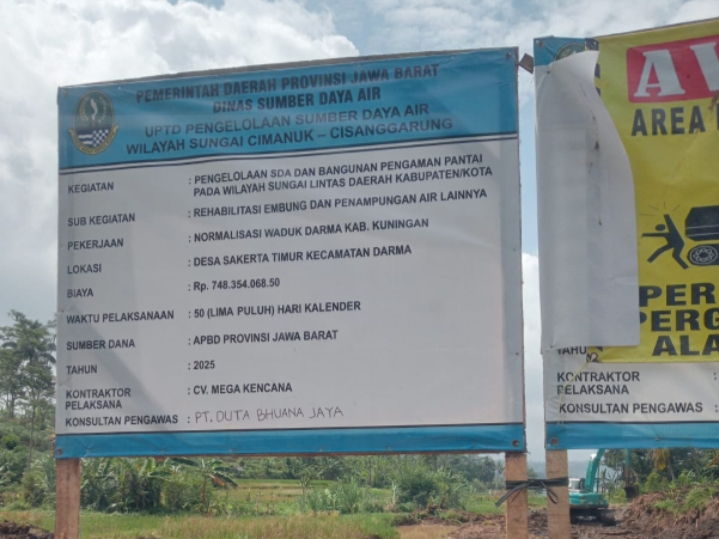 PEMERINTAH DAERAH PROVINSI JAWA BARAT
DINAS SUMBER DAYA AIR
UPTD PENGELOLAAN SUMBER DAYA AIR
WILAYAH SUNGAI CIMANUK – CISANGGARUNG
KEGIATAN : PENGELOLAAN SDA DAN BANGUNAN PENGAMAN PANTAI
PADA WILAYAH SUNGAI LINTAS DAERAH KABUPATEN/KOTA
SUB KEGIATAN : REHABILITASI EMBUNG DAN PENAMPUNGAN AIR LAINNYA
PEKERJAAN : NORMALISASI WADUK DARMA KAB. KUNINGAN
LOKASI : DESA SAKERTA TIMUR KECAMATAN DARMA
BIAYA : Rp. 748.354.068.50
WAKTU PELAKSANAAN : 50 (LIMA PULUH) HARI KALENDER
SUMBER DANA : APBD PROVINSI JAWA BARAT
TAHUN : 2025
KONTRAKTOR : CV. MEGA KENCANA
PELAKSANA
KONSULTAN PENGAWAS : PT. DUTA BHUANA JAYA
AW
AREA
PER
PERG
ALA
TAHUN
KONTRAKTOR :
PELAKSANA
KONSULTAN PENGAWAS :